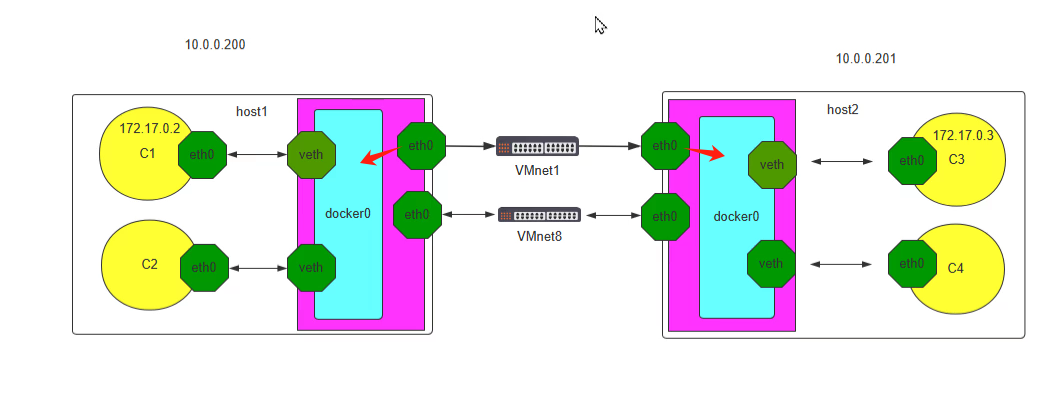 10.0.0.200
10.0.0.201
host1
host2
172.17.0.2
C1
eth0
veth
eth0
VMnet1
eth0
veth
eth0
172.17.0.3
C3
docker0
eth0
VMnet8
eth0
docker0
C2
eth0
veth
veth
eth0
C4